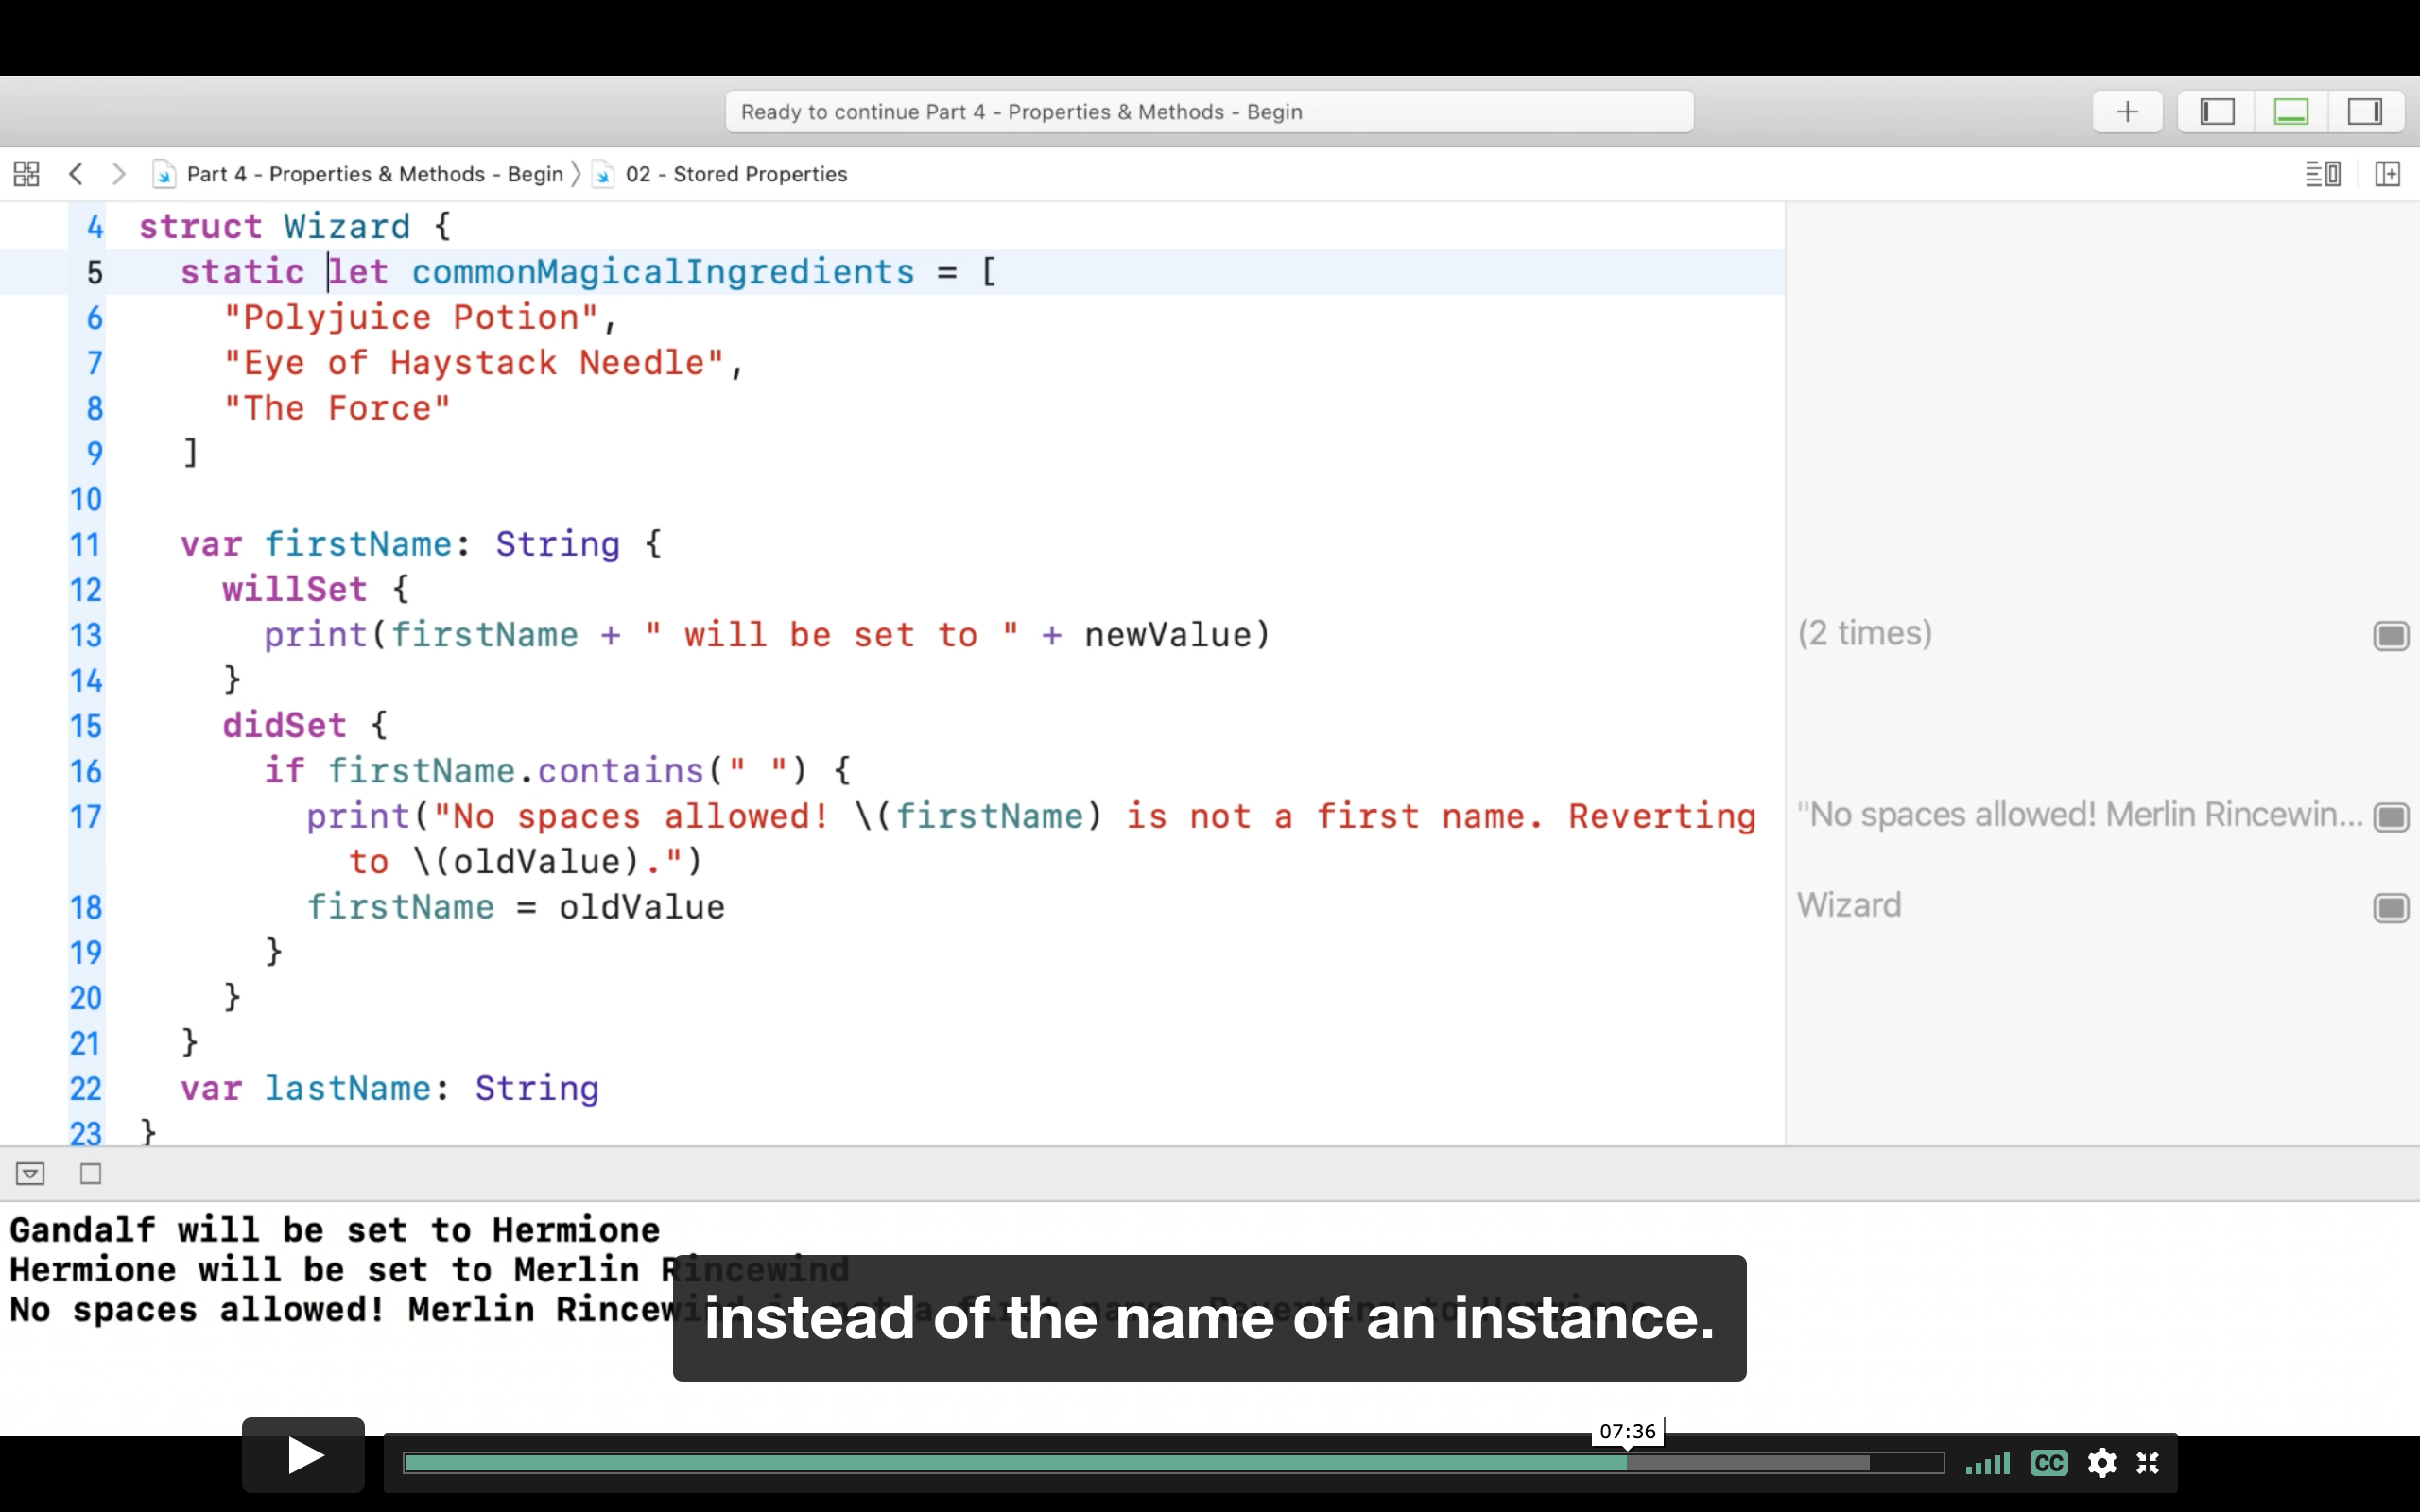 Ready to continue Part 4 - Properties & Methods - Begin
Part 4 - Properties & Methods - Begin 〉 02 - Stored Properties
4 struct Wizard {
5 static let commonMagicalIngredients = [
6 "Polyjuice Potion",
7 "Eye of Haystack Needle",
8 "The Force"
9 ]
10
11 var firstName: String {
12 willSet {
13 print(firstName + " will be set to " + newValue) (2 times)
14 }
15 didSet {
16 if firstName.contains(" ") {
17 print("No spaces allowed! \(firstName) is not a first name. Reverting "No spaces allowed! Merlin Rincewin...
to \(oldValue).")
18 firstName = oldValue Wizard
19 }
20 }
21 }
22 var lastName: String
23 }
Gandalf will be set to Hermione
Hermione will be set to Merlin Rincewind
No spaces allowed! Merlin Rincew
instead of the name of an instance.
07:36
CC